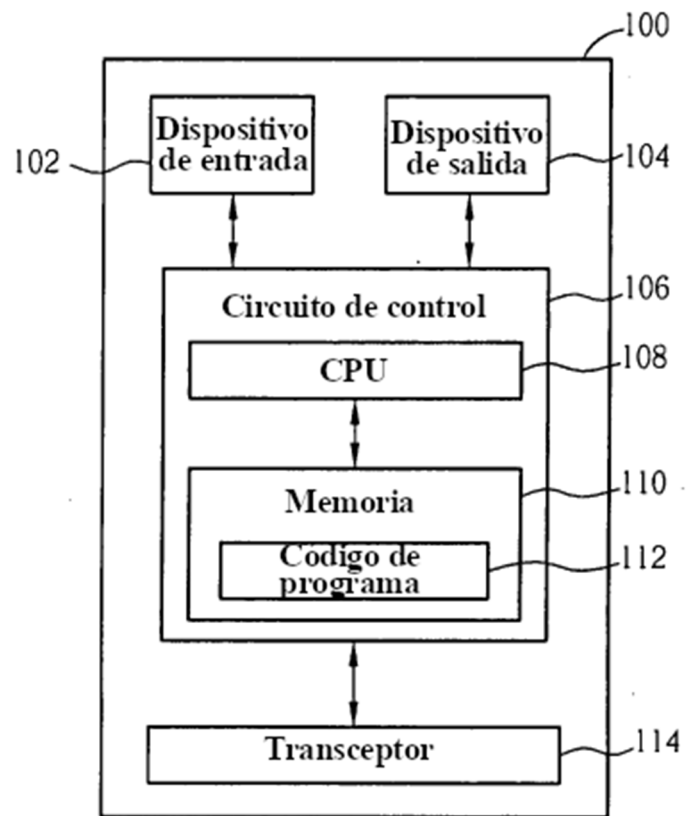 100
Dispositivo
de entrada
Dispositivo
de salida
102
104
106
Circuito de control
108
CPU
110
Memoria
112
Código de
programa
Transceptor
114